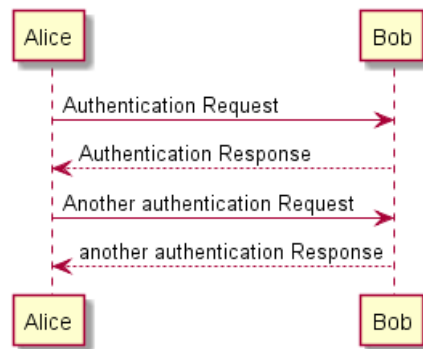 Alice
Bob
Authentication Request
Authentication Response
Another authentication Request
another authentication Response
Alice
Bob